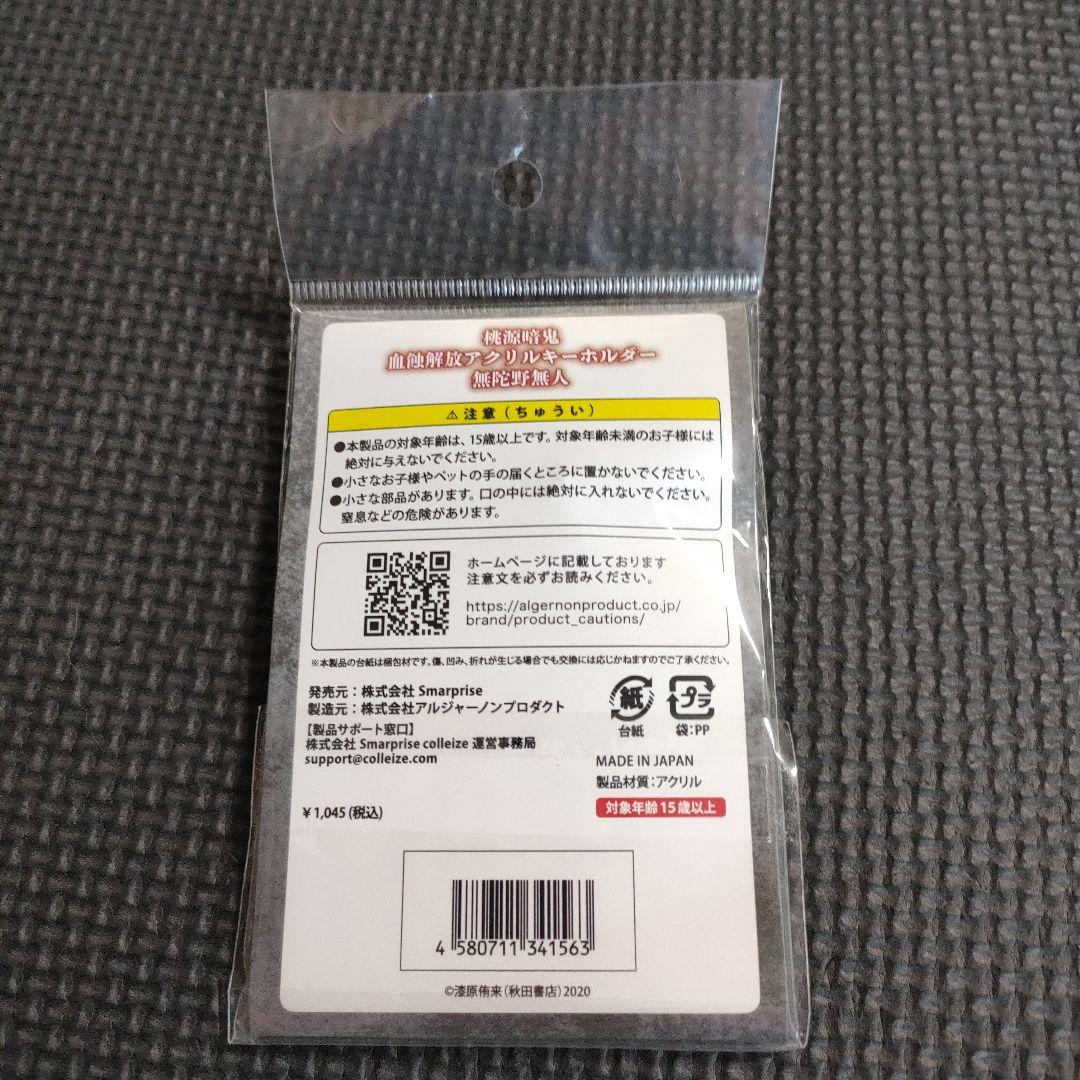 桃源暗鬼
血蝕解放アクリルキーホルダー
無陀野無人
⚠注意（ちゅうい）
●本製品の対象年齢は、15歳以上です。対象年齢未満のお子様には
絶対に与えないでください。
●小さなお子様やペットの手の届くところに置かないでください。
●小さな部品があります。口の中には絶対に入れないでください。
窒息などの危険があります。
ホームページに記載しております
注意文を必ずお読みください。
https://algernonproduct.co.jp/
brand/product_cautions/
※本製品の台紙は梱包材です。傷、凹み、折れが生じる場合でも交換には応じかねますのでご了承ください。
発売元：株式会社 Smarprise
製造元：株式会社アルジャーノンプロダクト
【製品サポート窓口】
株式会社 Smarprise colleize 運営事務局
support@colleize.com
紙
台紙
プラ
袋：PP
MADE IN JAPAN
製品材質：アクリル
対象年齢15歳以上
¥1,045（税込）
4 580711 341563
©漆原侑来（秋田書店）2020